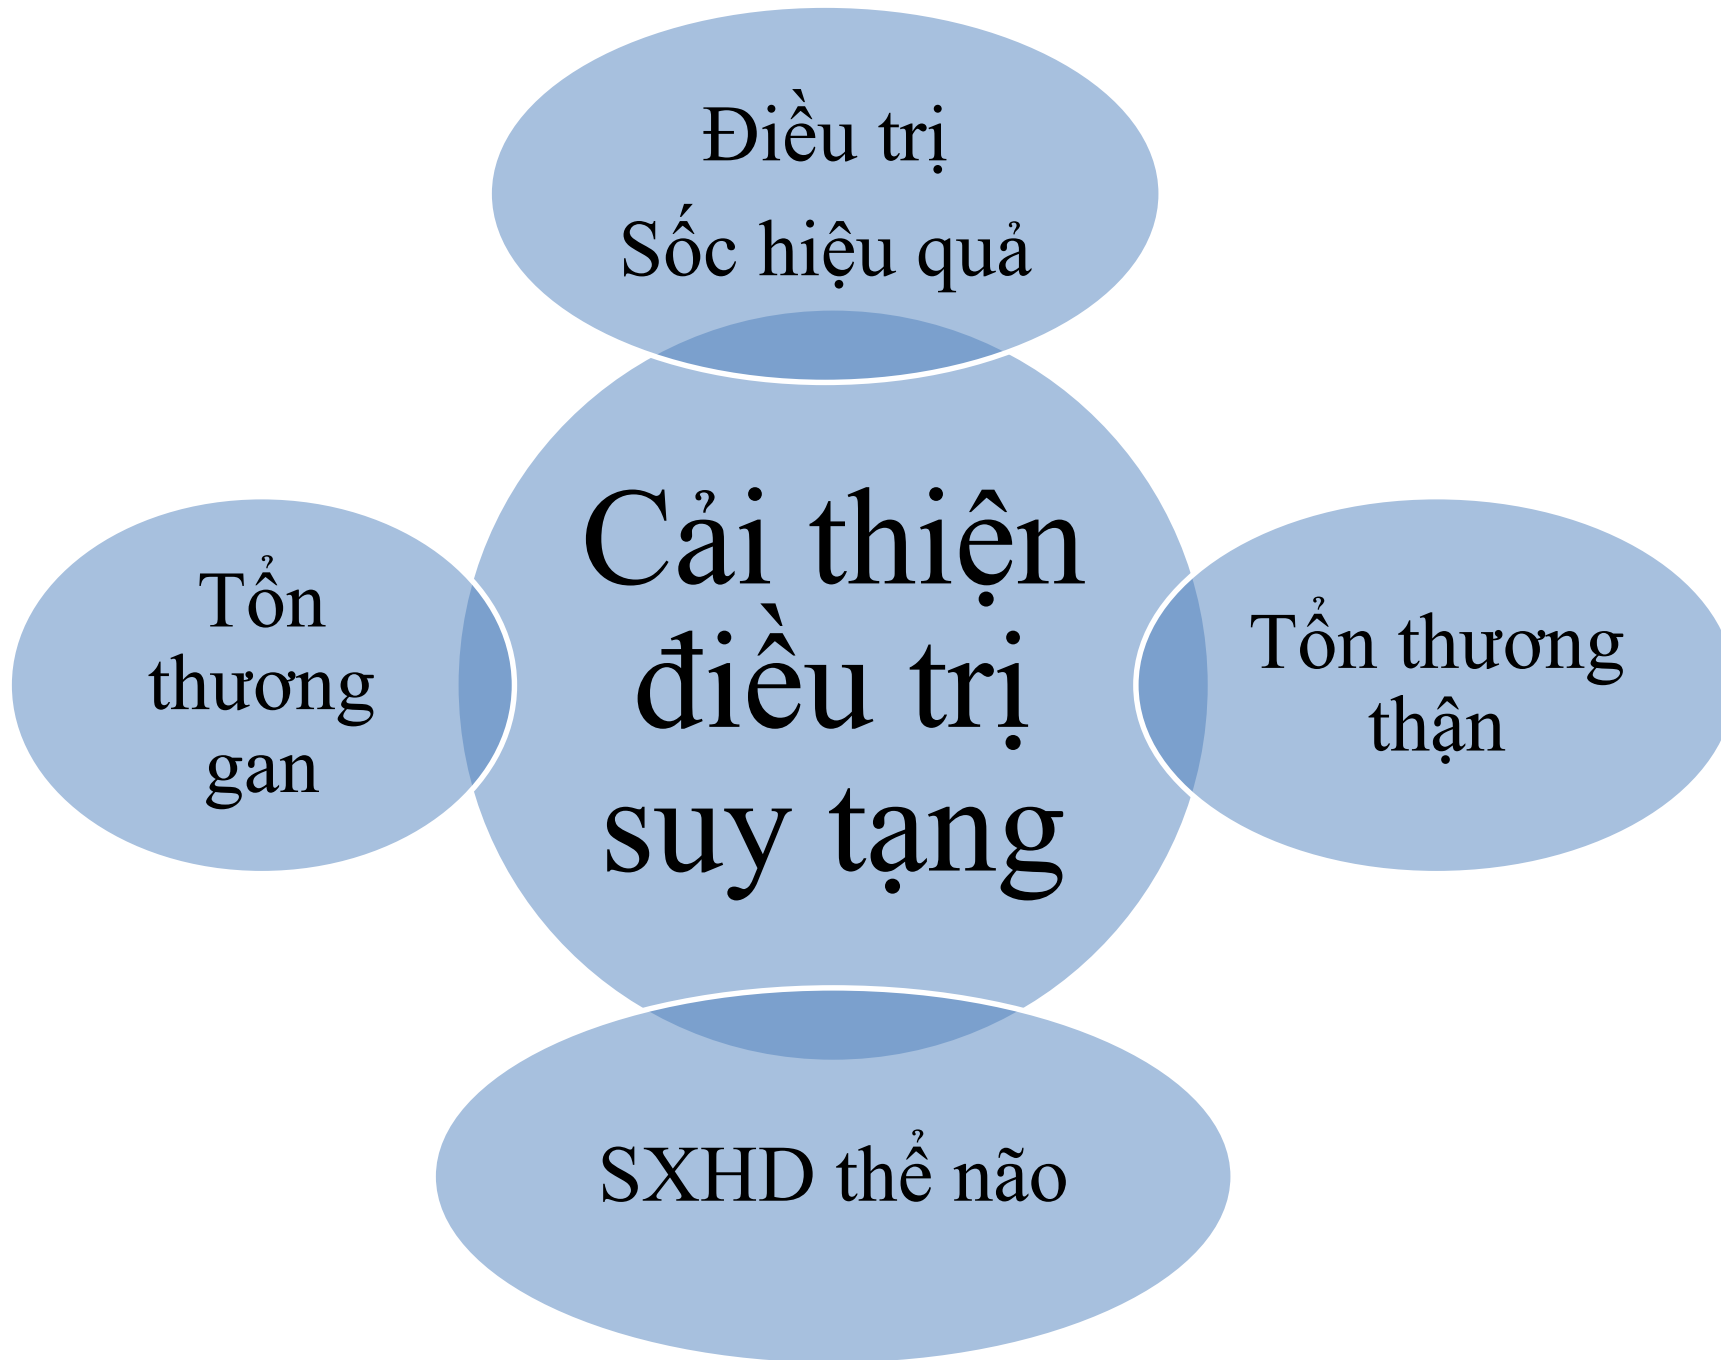 Điều trị
Sốc hiệu quả
Cải thiện
điều trị
suy tạng
Tổn
thương
gan
Tổn thương
thận
SXHD thể não